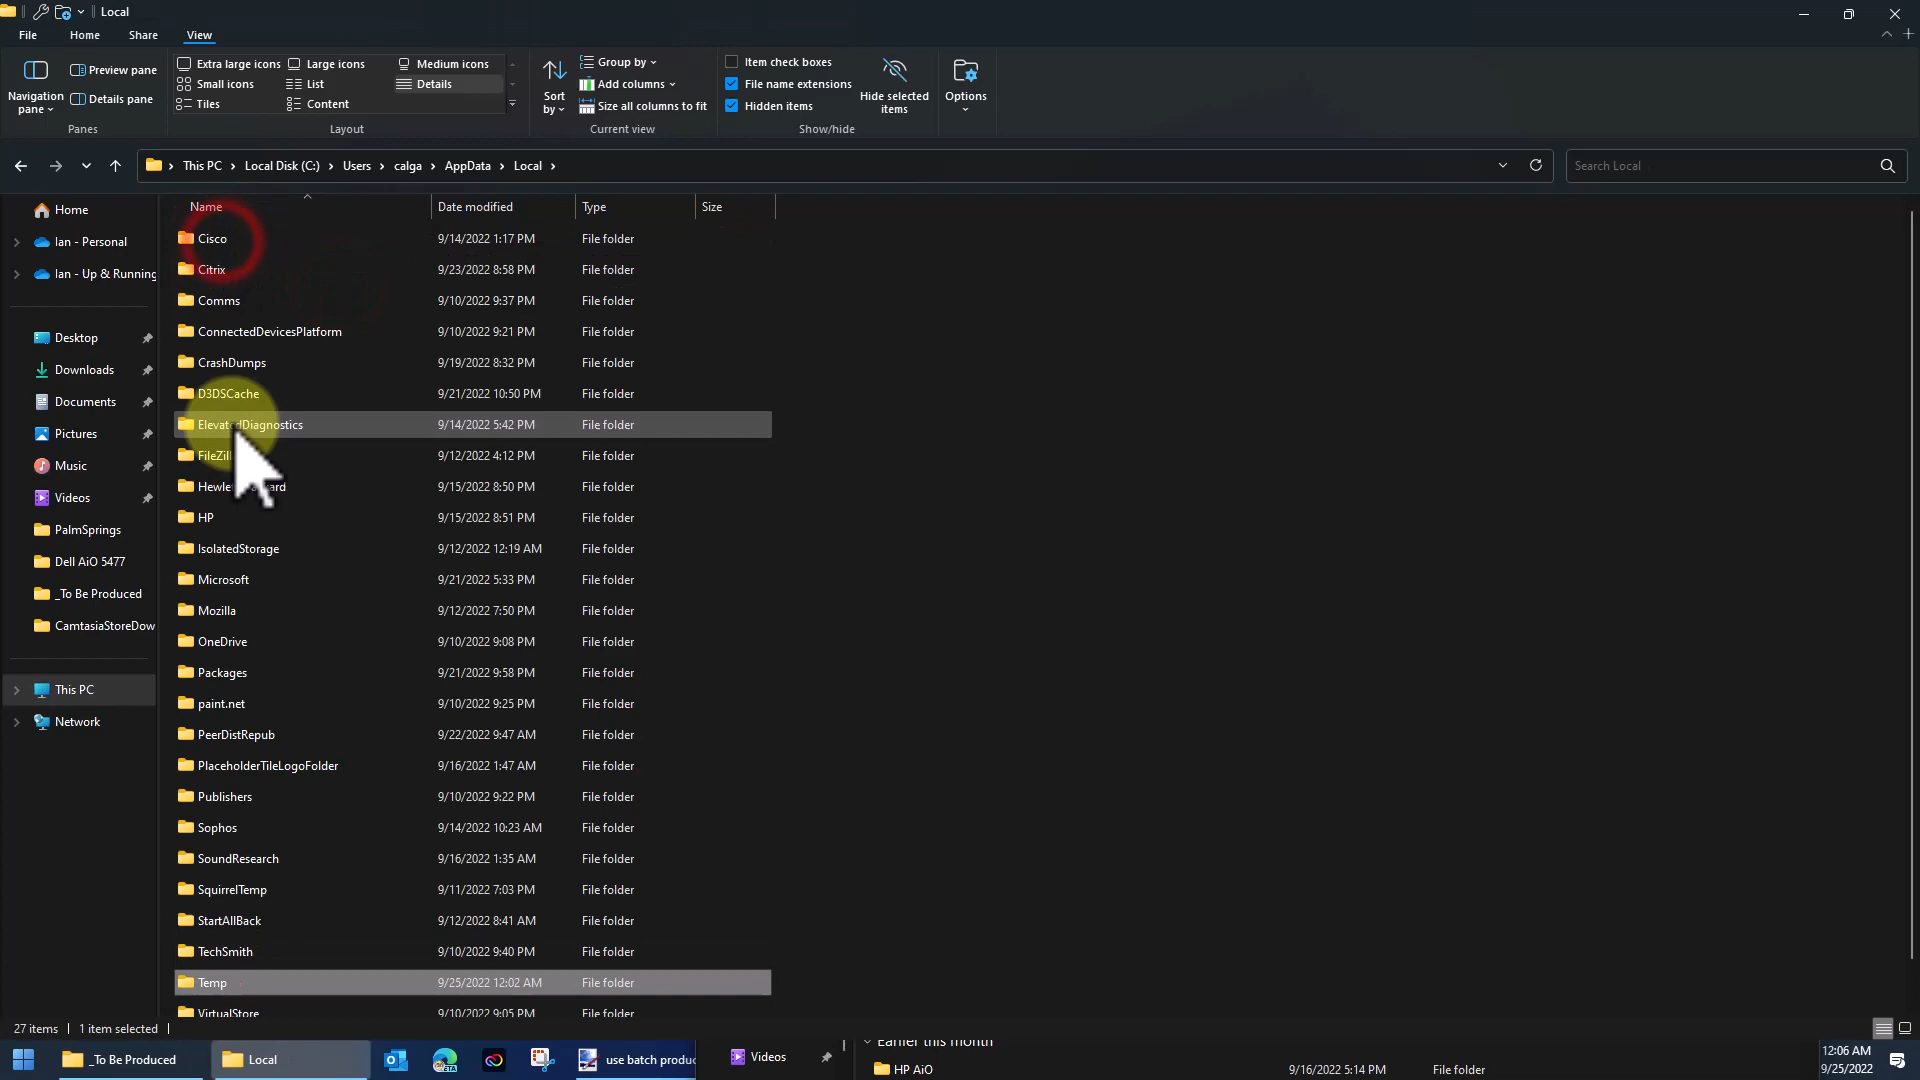 Local
File Home Share View
Navigation pane Preview pane Details pane
Panes
Extra large icons Large icons Medium icons
Small icons List Details
Tiles Content
Layout
Sort by Group by
Add columns
Size all columns to fit
Current view
Item check boxes
File name extensions
Hidden items
Hide selected items
Show/hide
Options
This PC Local Disk (C:) Users calga AppData Local
Search Local
Home
Ian - Personal
Ian - Up & Running
Desktop
Downloads
Documents
Pictures
Music
Videos
PalmSprings
Dell AiO 5477
_To Be Produced
CamtasiaStoreDow
This PC
Network
Name Date modified Type Size
Cisco 9/14/2022 1:17 PM File folder
Citrix 9/23/2022 8:58 PM File folder
Comms 9/10/2022 9:37 PM File folder
ConnectedDevicesPlatform 9/10/2022 9:21 PM File folder
CrashDumps 9/19/2022 8:32 PM File folder
D3DSCache 9/21/2022 10:50 PM File folder
ElevatedDiagnostics 9/14/2022 5:42 PM File folder
9/12/2022 4:12 PM File folder
9/15/2022 8:50 PM File folder
HP 9/15/2022 8:51 PM File folder
IsolatedStorage 9/12/2022 12:19 AM File folder
Microsoft 9/21/2022 5:33 PM File folder
Mozilla 9/12/2022 7:50 PM File folder
OneDrive 9/10/2022 9:08 PM File folder
Packages 9/21/2022 9:58 PM File folder
paint.net 9/10/2022 9:25 PM File folder
PeerDistRepub 9/22/2022 9:47 AM File folder
PlaceholderTileLogoFolder 9/16/2022 1:47 AM File folder
Publishers 9/10/2022 9:22 PM File folder
Sophos 9/14/2022 10:23 AM File folder
SoundResearch 9/16/2022 1:35 AM File folder
SquirrelTemp 9/11/2022 7:03 PM File folder
StartAllBack 9/12/2022 8:41 AM File folder
TechSmith 9/10/2022 9:40 PM File folder
Temp 9/25/2022 12:02 AM File folder
VirtualStore 9/10/2022 9:05 PM File folder
27 items 1 item selected
_To Be Produced Local BETA use batch produc Videos
Earlier this month
HP AiO 9/16/2022 5:14 PM File folder
12:06 AM
9/25/2022